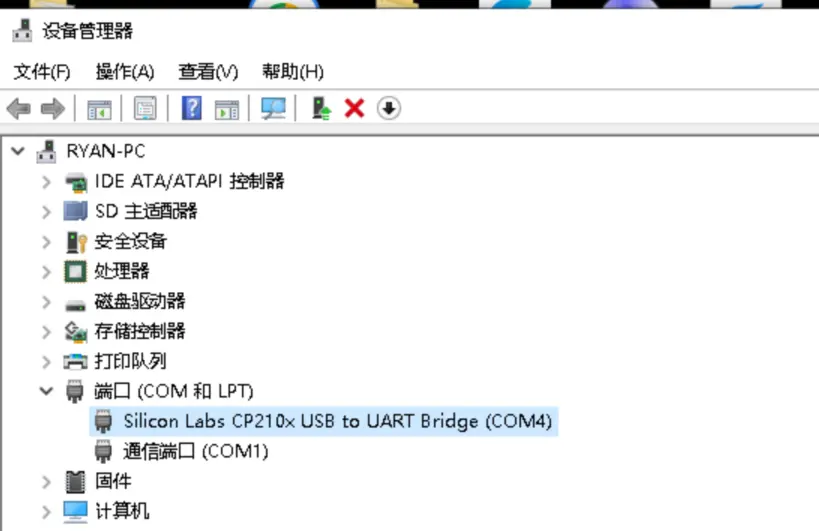 设备管理器
文件(F) 操作(A) 查看(V) 帮助(H)
RYAN-PC
IDE ATA/ATAPI 控制器
SD 主适配器
安全设备
处理器
磁盘驱动器
存储控制器
打印队列
端口 (COM 和 LPT)
Silicon Labs CP210x USB to UART Bridge (COM4)
通信端口 (COM1)
固件
计算机